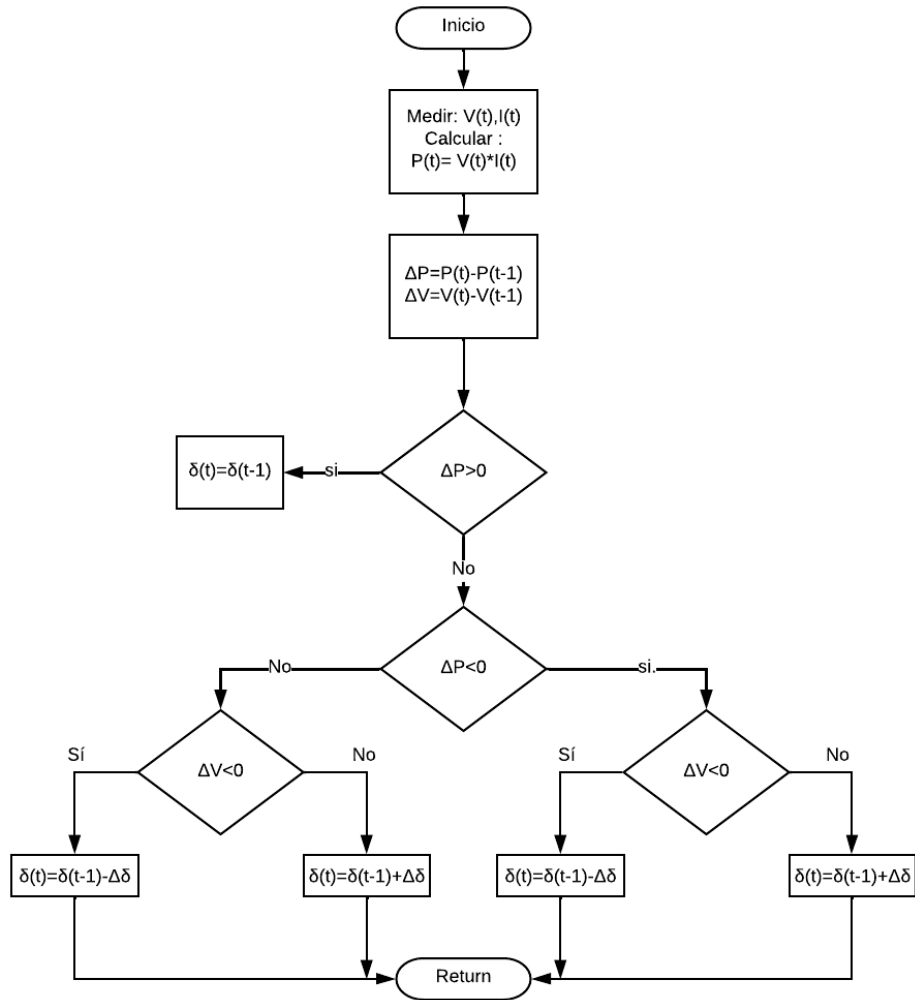 Inicio
Medir: V(t),I(t)
Calcular :
P(t)= V(t)*I(t)
ΔP=P(t)-P(t-1)
ΔV=V(t)-V(t-1)
δ(t)=δ(t-1)
si
ΔP>0
No
No
ΔP<0
si.
Sí
ΔV<0
No
Sí
ΔV<0
No
δ(t)=δ(t-1)-Δδ
δ(t)=δ(t-1)+Δδ
δ(t)=δ(t-1)-Δδ
δ(t)=δ(t-1)+Δδ
Return